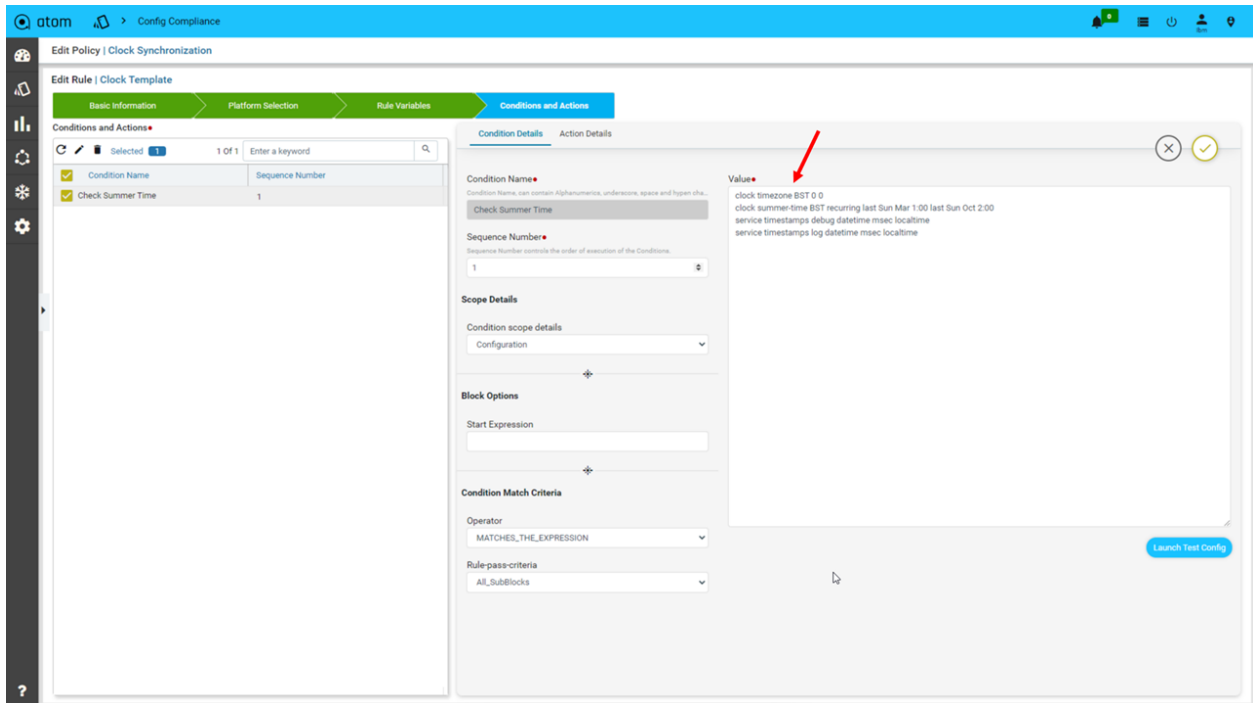 atom > Config Compliance
Edit Policy | Clock Synchronization
Edit Rule | Clock Template
Basic Information
Platform Selection
Rule Variables
Conditions and Actions
Conditions and Actions
Selected 1
1 Of 1
Enter a keyword
Condition Name
Sequence Number
Check Summer Time
1
Condition Details
Action Details
Condition Name
Condition Name, can contain Alphanumerics, underscore, space and hypen cha...
Check Summer Time
Sequence Number
Sequence Number controls the order of execution of the Conditions.
1
Scope Details
Condition scope details
Configuration
Block Options
Start Expression
Condition Match Criteria
Operator
MATCHES_THE_EXPRESSION
Rule-pass-criteria
All_SubBlocks
Value
clock timezone BST 0 0
clock summer-time BST recurring last Sun Mar 1:00 last Sun Oct 2:00
service timestamps debug datetime msec localtime
service timestamps log datetime msec localtime
Launch Test Config
?